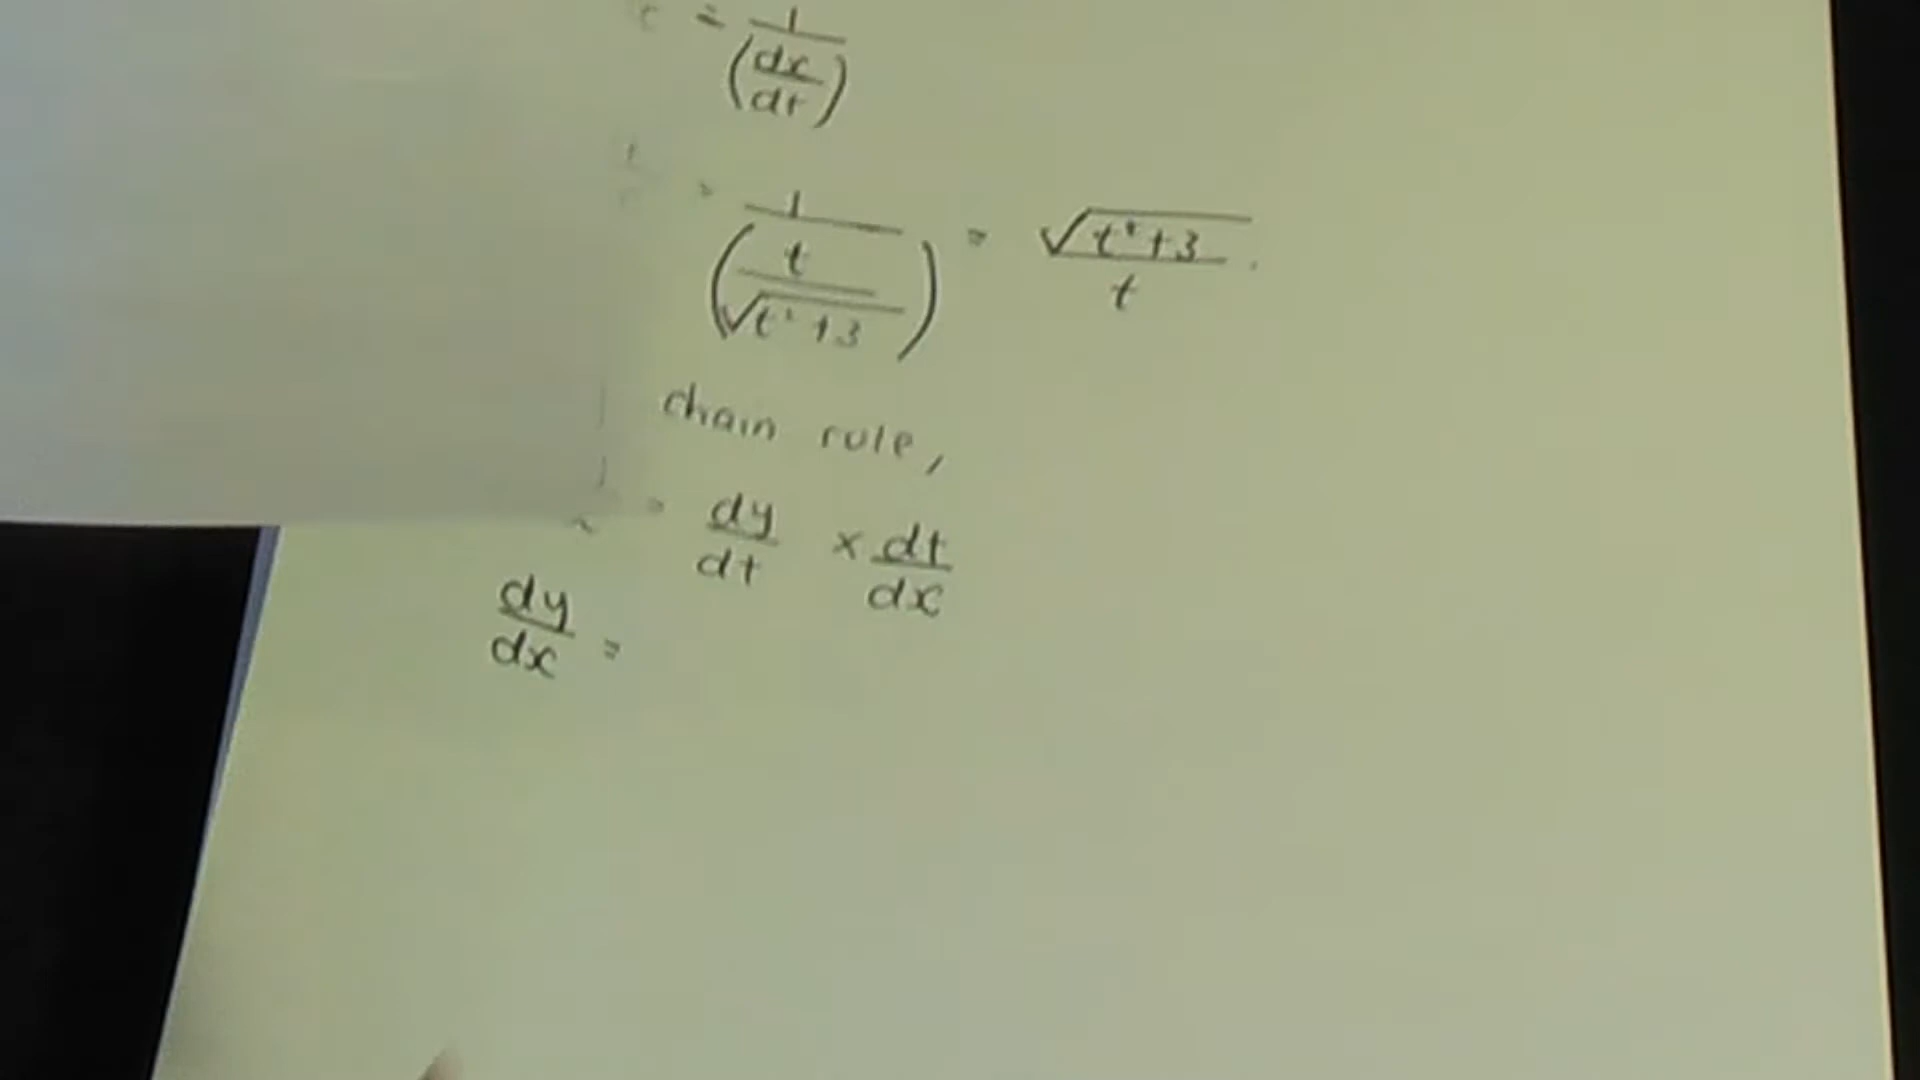 = 1/(dx/dt)
= 1/(t/√(t²+3)) = √(t²+3)/t.
chain rule,
= dy/dt × dt/dx
dy/dx =